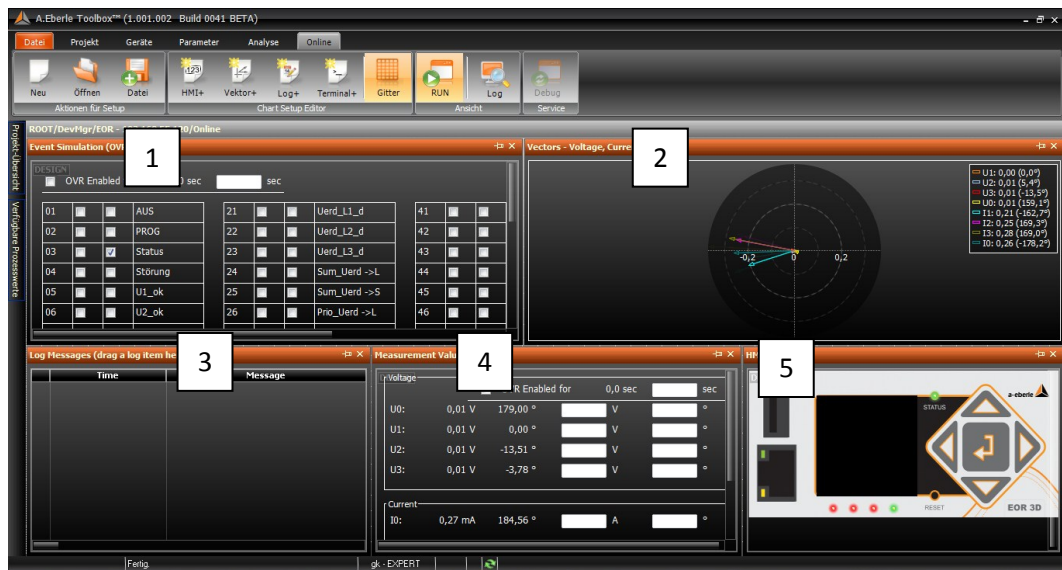 A.Eberle Toolbox™ (1.001.002 Build 0041 BETA)
Datei Projekt Geräte Parameter Analyse Online
Neu Öffnen Datei HMI+ Vektor+ Log+ Terminal+ Gitter RUN Log Debug
Aktionen für Setup Chart Setup Editor Ansicht Service
ROOT/DevMgr/EOR - 20/Online
Projekt-Übersicht
Verfügbare Prozesswerte
Event Simulation (OVR
1
DESIGN
OVR Enabled 0 sec sec
01 AUS 21 Uerd_L1_d 41
02 PROG 22 Uerd_L2_d 42
03 Status 23 Uerd_L3_d 43
04 Störung 24 Sum_Uerd ->L 44
05 U1_ok 25 Sum_Uerd ->S 45
06 U2_ok 26 Prio_Uerd ->L 46
Vectors - Voltage, Curre
2
-0,2 0 0,2
U1: 0,00 (0,0°)
U2: 0,01 (5,4°)
U3: 0,01 (-13,5°)
U0: 0,01 (159,1°)
I1: 0,21 (-162,7°)
I2: 0,25 (169,3°)
I3: 0,28 (169,0°)
I0: 0,26 (-178,2°)
Log Messages (drag a log item he
3
Time Message
Measurement Valu
4
Voltage
OVR Enabled for 0,0 sec sec
U0: 0,01 V 179,00 ° V °
U1: 0,01 V 0,00 ° V °
U2: 0,01 V -13,51 ° V °
U3: 0,01 V -3,78 ° V °
Current
I0: 0,27 mA 184,56 ° A °
HM
5
a-eberle
STATUS
RESET
EOR 3D
Fertig. gk - EXPERT